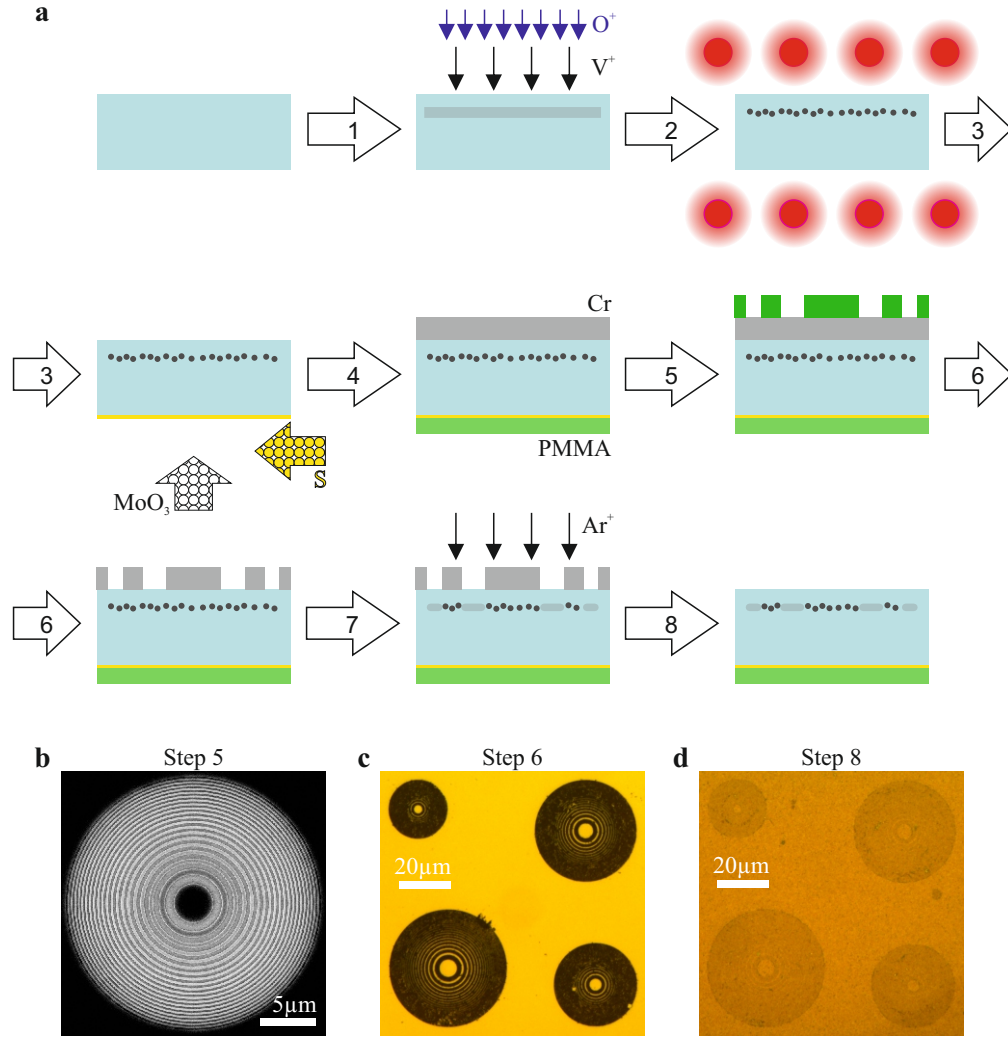 a
O⁺
V⁺
1
2
3
Cr
3
4
5
6
PMMA
S
MoO₃
Ar⁺
6
7
8
b Step 5
c Step 6
d Step 8
5µm
20µm
20µm